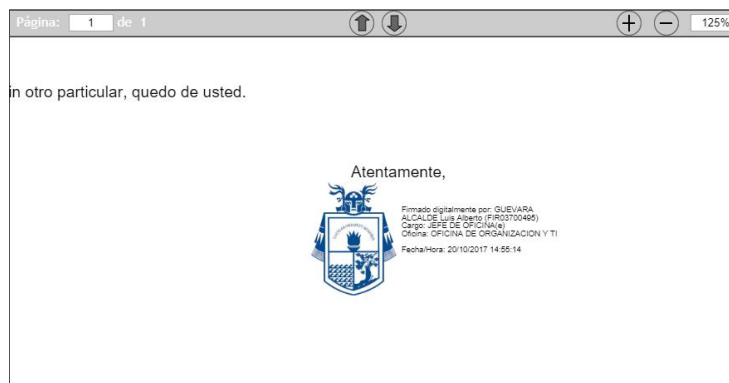 Página: 1 de 1
125%
in otro particular, quedo de usted.
Atentamente,
Firmado digitalmente por: GUEVARA
ALCALDE Luis Alberto (FIR03700495)
Cargo: JEFE DE OFICINA(e)
Oficina: OFICINA DE ORGANIZACION Y TI
Fecha/Hora: 20/10/2017 14:55:14